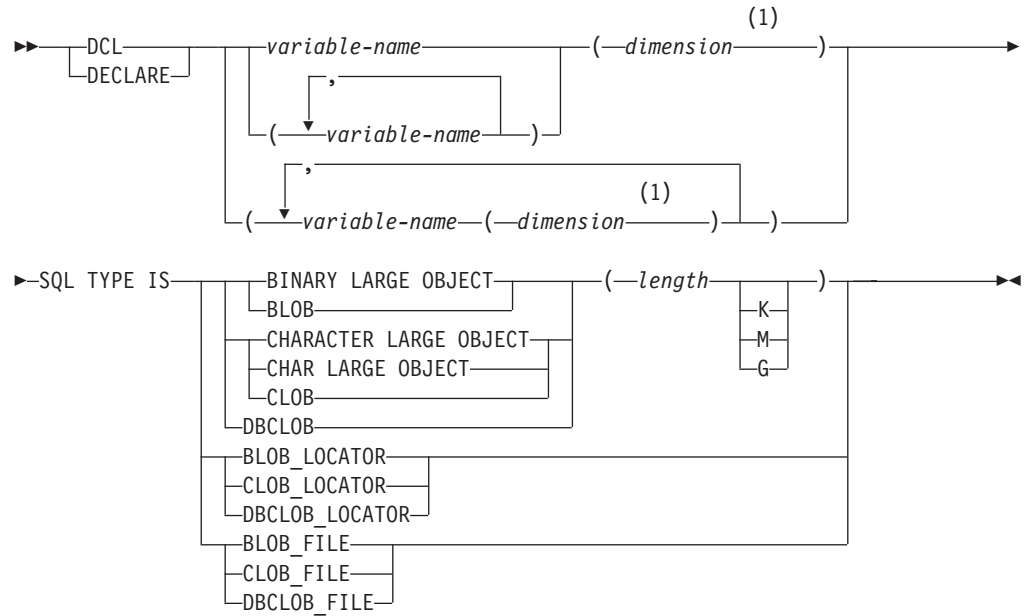 (1)
DCL variable-name ( dimension )
DECLARE
,
( variable-name )
,
(1)
( variable-name ( dimension ) )
SQL TYPE IS BINARY LARGE OBJECT ( length )
BLOB K
CHARACTER LARGE OBJECT M
CHAR LARGE OBJECT G
CLOB
DBCLOB
BLOB_LOCATOR
CLOB_LOCATOR
DBCLOB_LOCATOR
BLOB_FILE
CLOB_FILE
DBCLOB_FILE